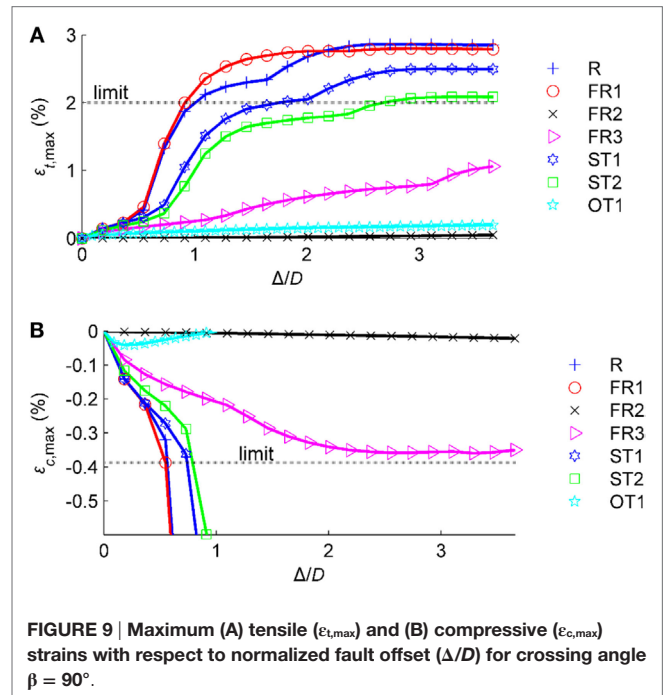 A
3
2
1
0
ε_t,max (%)
limit
0 1 2 3
Δ/D
R
FR1
FR2
FR3
ST1
ST2
OT1
B
0
-0.1
-0.2
-0.3
-0.4
-0.5
ε_c,max (%)
limit
0 1 2 3
Δ/D
R
FR1
FR2
FR3
ST1
ST2
OT1
FIGURE 9 | Maximum (A) tensile (εt,max) and (B) compressive (εc,max)
strains with respect to normalized fault offset (Δ/D) for crossing angle
β = 90°.